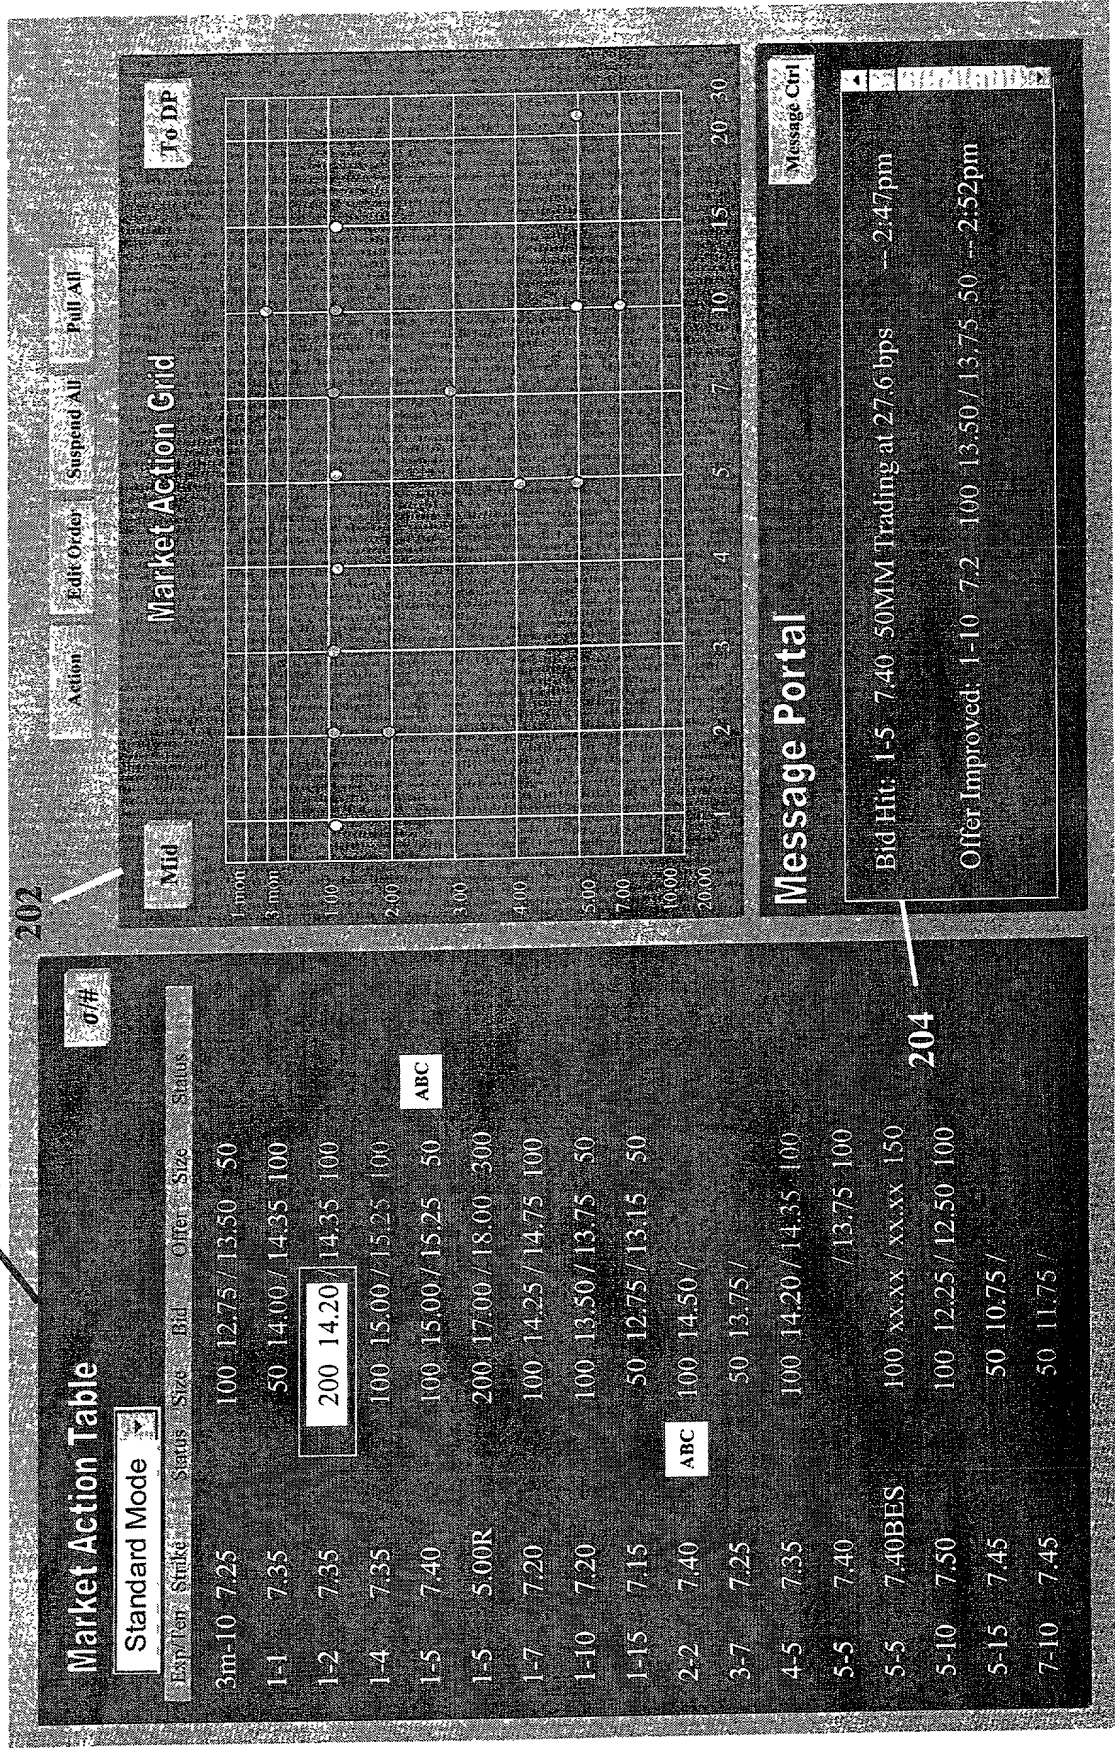 202
Action Edit Order Suspend All Pull All
Market Action Table
σ/#
Standard Mode
Exp/Ten Strike Status Size Bid Offer Size Status
3m-10 7.25 100 12.75 / 13.50 50
1-1 7.35 50 14.00 / 14.35 100
1-2 7.35 200 14.20 / 14.35 100
1-4 7.35 100 15.00 / 15.25 100
1-5 7.40 100 15.00 / 15.25 50 ABC
1-5 5.00R 200 17.00 / 18.00 300
1-7 7.20 100 14.25 / 14.75 100
1-10 7.20 100 13.50 / 13.75 50
1-15 7.15 50 12.75 / 13.15 50
2-2 7.40 ABC 100 14.50 /
3-7 7.25 50 13.75 /
4-5 7.35 100 14.20 / 14.35 100
5-5 7.40 / 13.75 100
5-5 7.40BES 100 xx.xx / xx.xx 150
5-10 7.50 100 12.25 / 12.50 100
5-15 7.45 50 10.75 /
7-10 7.45 50 11.75 /
Mid
Market Action Grid
To DP
1 mon
3 mon
1.00
2.00
3.00
4.00
5.00
7.00
10.00
20.00
1 2 3 4 5 7 10 15 20 30
Message Portal
Message Ctrl
Bid Hit: 1-5 7.40 50MM Trading at 27.6 bps --2:47pm
Offer Improved: 1-10 7.2 100 13.50/13.75 50 -- 2:52pm
204